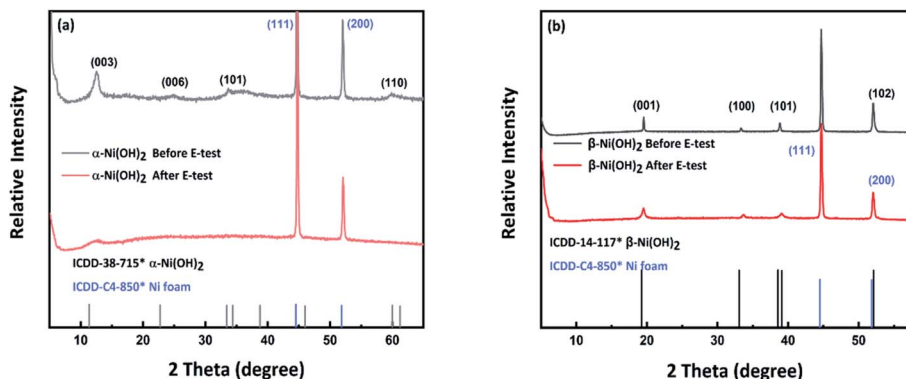 (a)
(111)
(200)
(003)
(006)
(101)
(110)
α-Ni(OH)2 Before E-test
α-Ni(OH)2 After E-test
ICDD-38-715* α-Ni(OH)2
ICDD-C4-850* Ni foam
Relative Intensity
10 20 30 40 50 60
2 Theta (degree)
(b)
(001)
(100)
(101)
(102)
β-Ni(OH)2 Before E-test
β-Ni(OH)2 After E-test
(111)
(200)
ICDD-14-117* β-Ni(OH)2
ICDD-C4-850* Ni foam
Relative Intensity
10 20 30 40 50
2 Theta (degree)